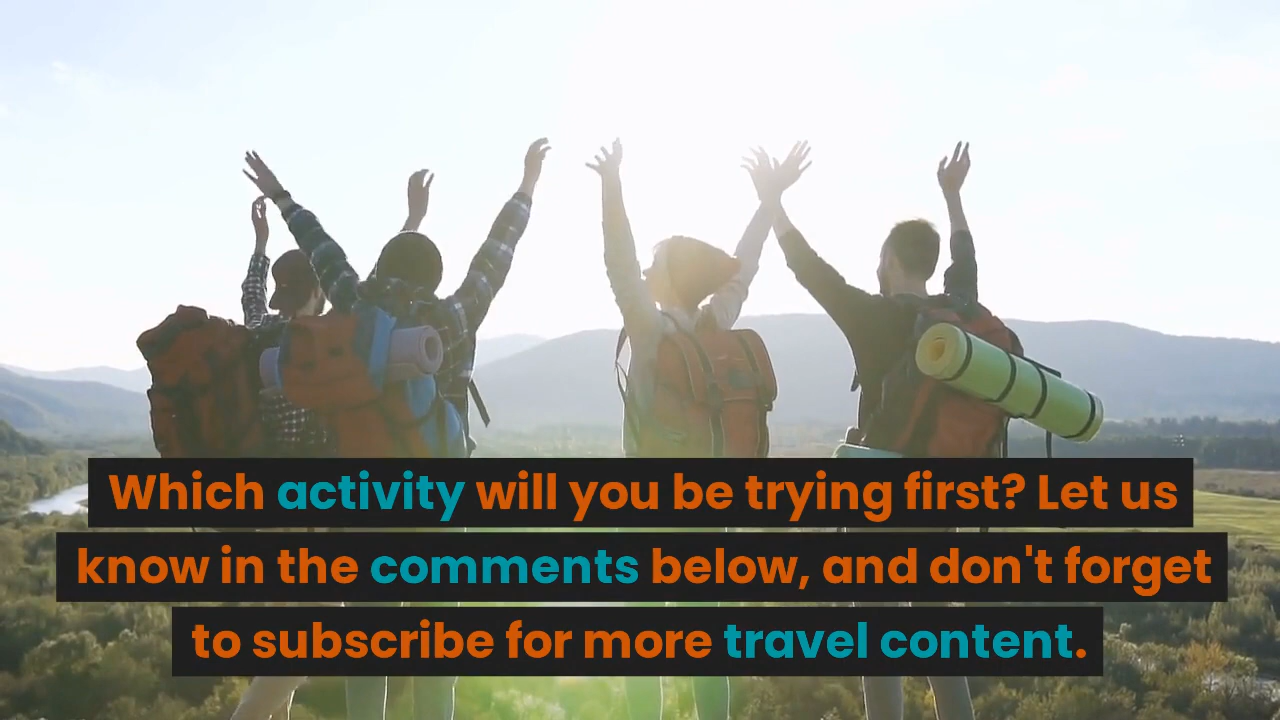 Which activity will you be trying first? Let us
know in the comments below, and don't forget
to subscribe for more travel content.